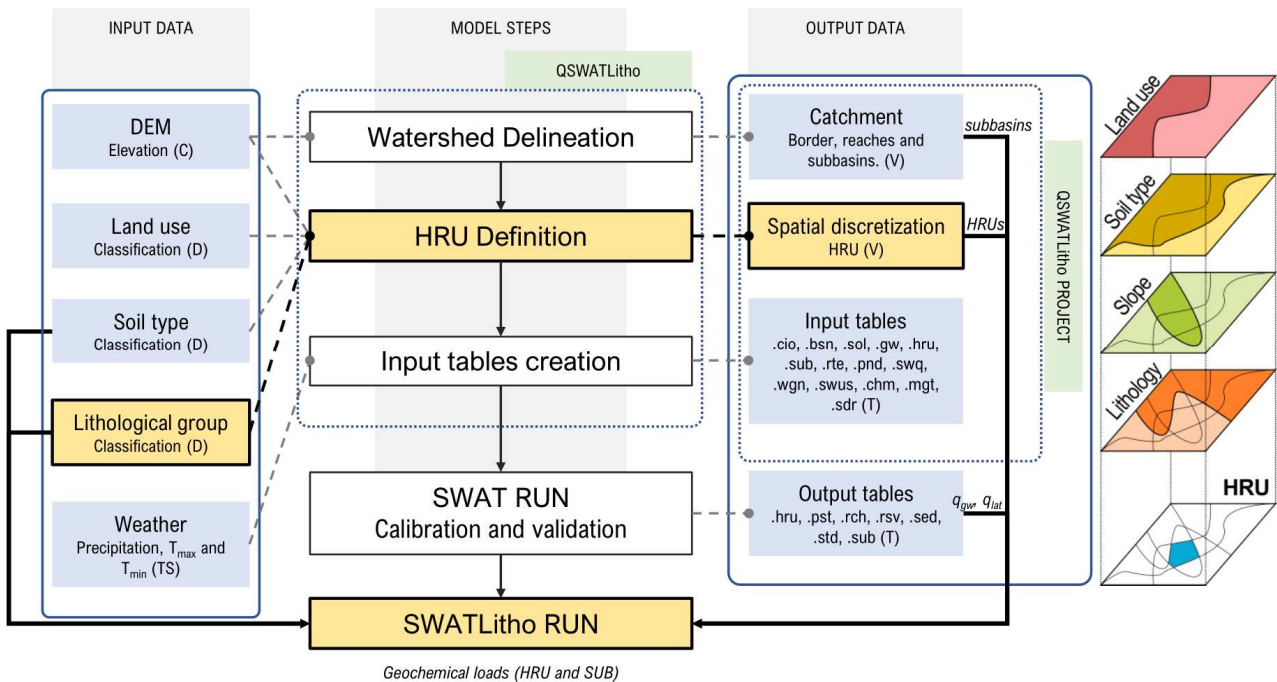 INPUT DATA
MODEL STEPS
OUTPUT DATA
QSWATLitho
DEM
Elevation (C)
Land use
Classification (D)
Soil type
Classification (D)
Lithological group
Classification (D)
Weather
Precipitation, Tmax and
Tmin (TS)
Watershed Delineation
HRU Definition
Input tables creation
SWAT RUN
Calibration and validation
SWATLitho RUN
Geochemical loads (HRU and SUB)
Catchment
Border, reaches and
subbasins. (V)
subbasins
Spatial discretization
HRU (V)
HRUs
Input tables
.cio, .bsn, .sol, .gw, .hru,
.sub, .rte, .pnd, .swq,
.wgn, .swus, .chm, .mgt,
.sdr (T)
Output tables
.hru, .pst, .rch, .rsv, .sed,
.std, .sub (T)
qgw, qlat
QSWATLitho PROJECT
Land use
Soil type
Slope
Lithology
HRU